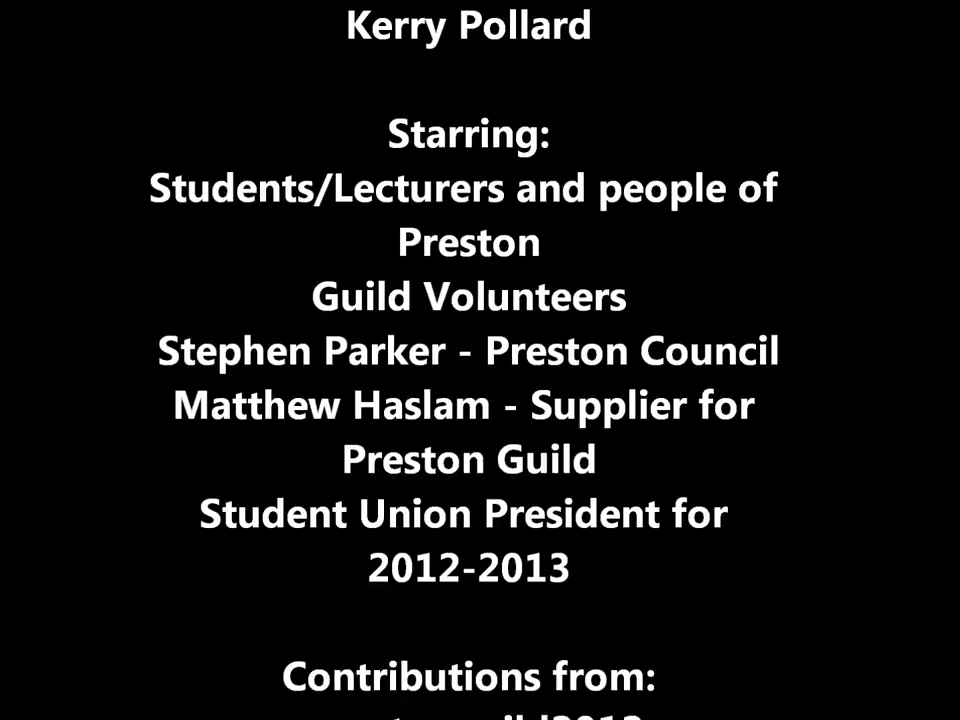 Kerry Pollard
Starring:
Students/Lecturers and people of
Preston
Guild Volunteers
Stephen Parker - Preston Council
Matthew Haslam - Supplier for
Preston Guild
Student Union President for
2012-2013
Contributions from: